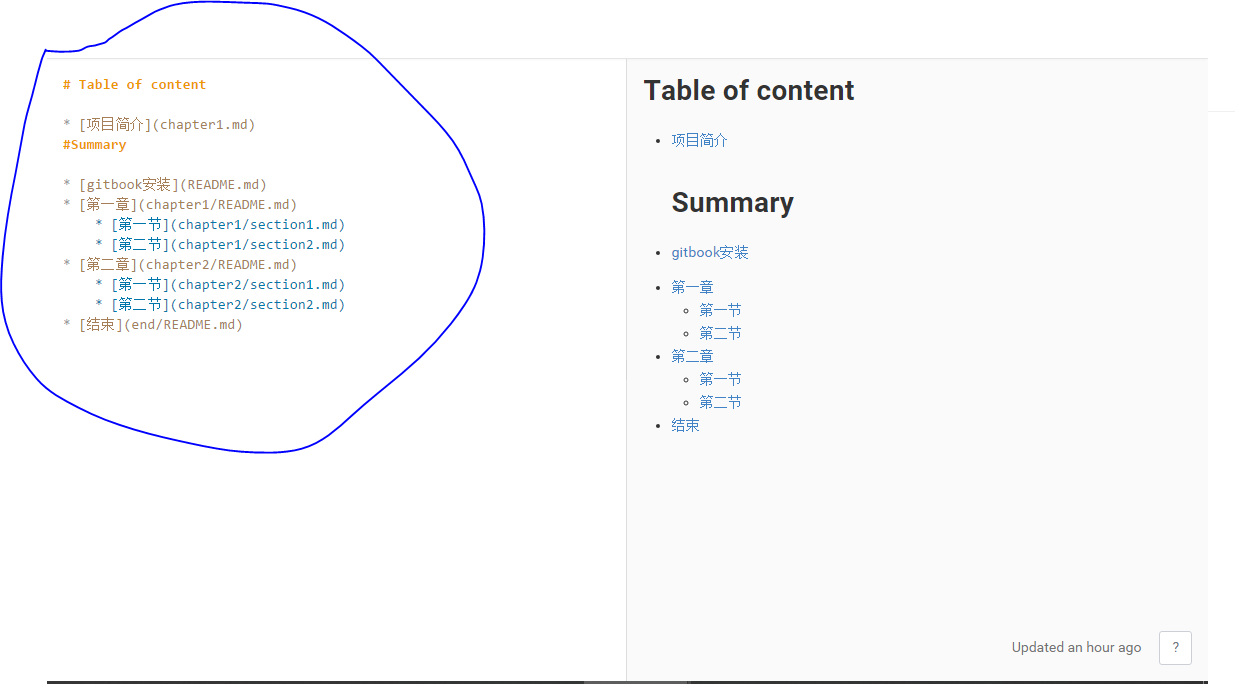 # Table of content
* [项目简介](chapter1.md)
#Summary
* [gitbook安装](README.md)
* [第一章](chapter1/README.md)
* [第一节](chapter1/section1.md)
* [第二节](chapter1/section2.md)
* [第二章](chapter2/README.md)
* [第一节](chapter2/section1.md)
* [第二节](chapter2/section2.md)
* [结束](end/README.md)
Table of content
项目简介
Summary
gitbook安装
第一章
第一节
第二节
第二章
第一节
第二节
结束
Updated an hour ago
?